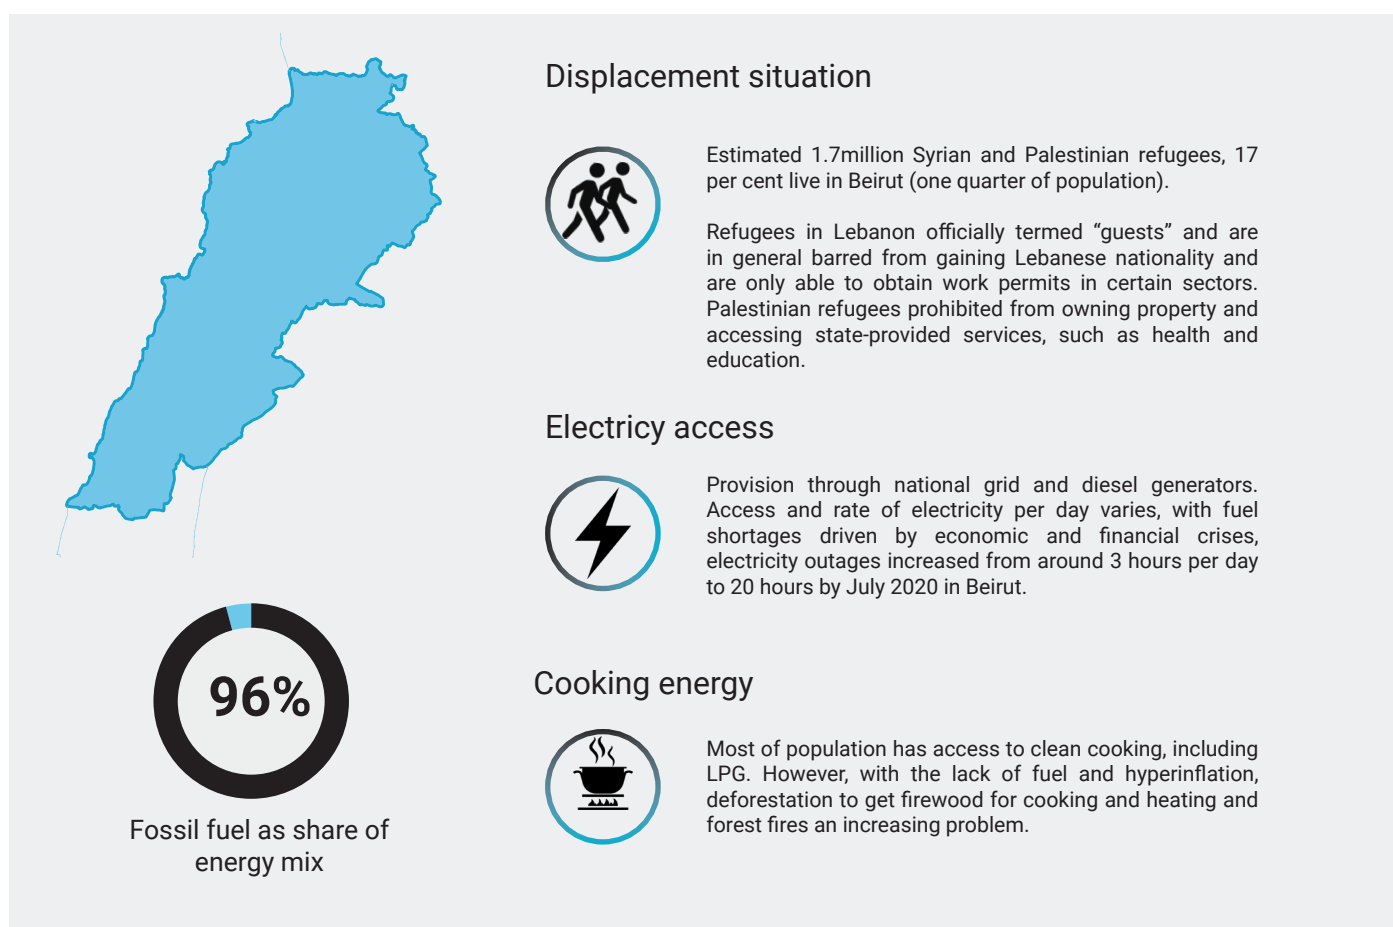 Displacement situation
Estimated 1.7million Syrian and Palestinian refugees, 17
per cent live in Beirut (one quarter of population).
Refugees in Lebanon officially termed “guests” and are
in general barred from gaining Lebanese nationality and
are only able to obtain work permits in certain sectors.
Palestinian refugees prohibited from owning property and
accessing state-provided services, such as health and
education.
Electricy access
Provision through national grid and diesel generators.
Access and rate of electricity per day varies, with fuel
shortages driven by economic and financial crises,
electricity outages increased from around 3 hours per day
to 20 hours by July 2020 in Beirut.
96%
Fossil fuel as share of
energy mix
Cooking energy
Most of population has access to clean cooking, including
LPG. However, with the lack of fuel and hyperinflation,
deforestation to get firewood for cooking and heating and
forest fires an increasing problem.